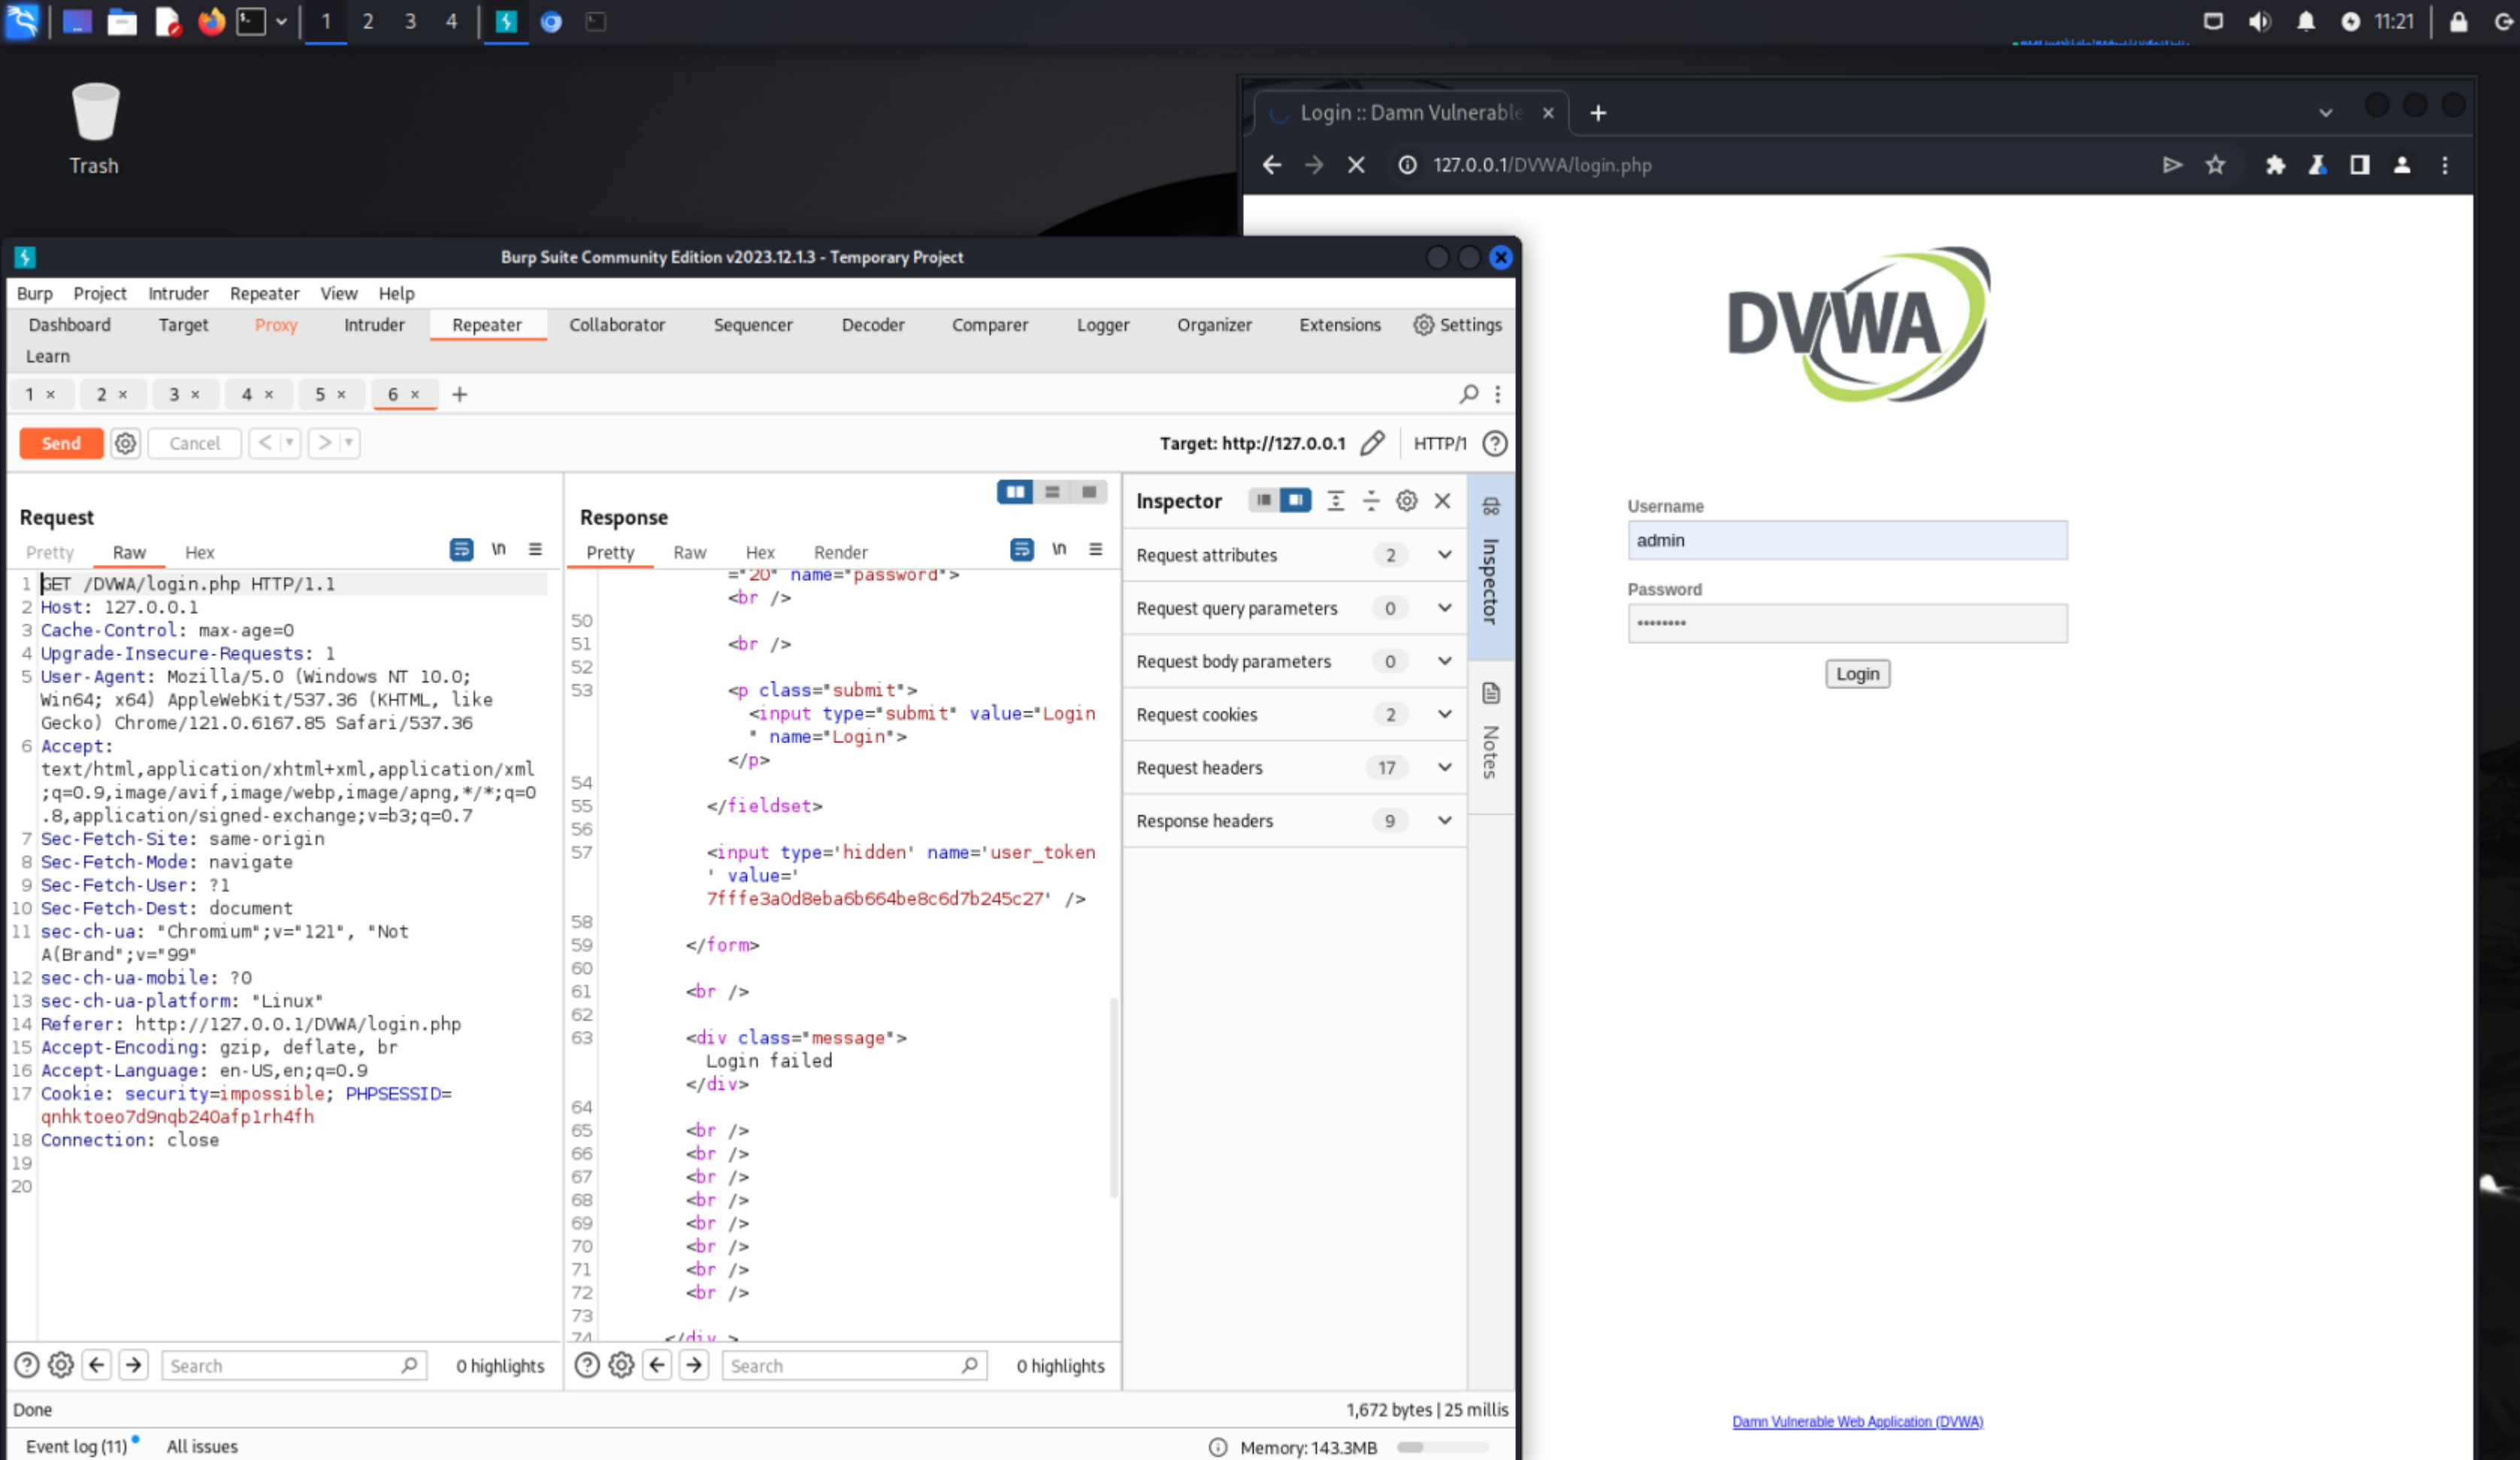 1 2 3 4 11:21
Trash
Login :: Damn Vulnerable
127.0.0.1/DVWA/login.php
DVWA
Username
admin
Password
••••••••
Login
Damn Vulnerable Web Application (DVWA)
Burp Suite Community Edition v2023.12.1.3 - Temporary Project
Burp Project Intruder Repeater View Help
Dashboard Target Proxy Intruder Repeater Collaborator Sequencer Decoder Comparer Logger Organizer Extensions Settings
Learn
1 × 2 × 3 × 4 × 5 × 6 × +
Send Cancel < > Target: http://127.0.0.1 HTTP/1 ?
Request
Pretty Raw Hex \n
1 GET /DVWA/login.php HTTP/1.1
2 Host: 127.0.0.1
3 Cache-Control: max-age=0
4 Upgrade-Insecure-Requests: 1
5 User-Agent: Mozilla/5.0 (Windows NT 10.0;
Win64; x64) AppleWebKit/537.36 (KHTML, like
Gecko) Chrome/121.0.6167.85 Safari/537.36
6 Accept:
text/html,application/xhtml+xml,application/xml
;q=0.9,image/avif,image/webp,image/apng,*/*;q=0
.8,application/signed-exchange;v=b3;q=0.7
7 Sec-Fetch-Site: same-origin
8 Sec-Fetch-Mode: navigate
9 Sec-Fetch-User: ?1
10 Sec-Fetch-Dest: document
11 sec-ch-ua: "Chromium";v="121", "Not
A(Brand";v="99"
12 sec-ch-ua-mobile: ?0
13 sec-ch-ua-platform: "Linux"
14 Referer: http://127.0.0.1/DVWA/login.php
15 Accept-Encoding: gzip, deflate, br
16 Accept-Language: en-US,en;q=0.9
17 Cookie: security=impossible; PHPSESSID=
qnhktoeo7d9nqb240afp1rh4fh
18 Connection: close
19
20
Search 0 highlights
Response
Pretty Raw Hex Render \n
="20" name="password">
<br />
50
51 <br />
52
53 <p class="submit">
<input type="submit" value="Login
" name="Login">
</p>
54
55 </fieldset>
56
57 <input type='hidden' name='user_token
' value='
7fffe3a0d8eba6b664be8c6d7b245c27' />
58
59 </form>
60
61 <br />
62
63 <div class="message">
Login failed
</div>
64
65 <br />
66 <br />
67 <br />
68 <br />
69 <br />
70 <br />
71 <br />
72 <br />
73
74 </div >
Search 0 highlights
Inspector
Request attributes 2
Request query parameters 0
Request body parameters 0
Request cookies 2
Request headers 17
Response headers 9
Inspector
Notes
Done 1,672 bytes | 25 millis
Event log (11) All issues Memory: 143.3MB